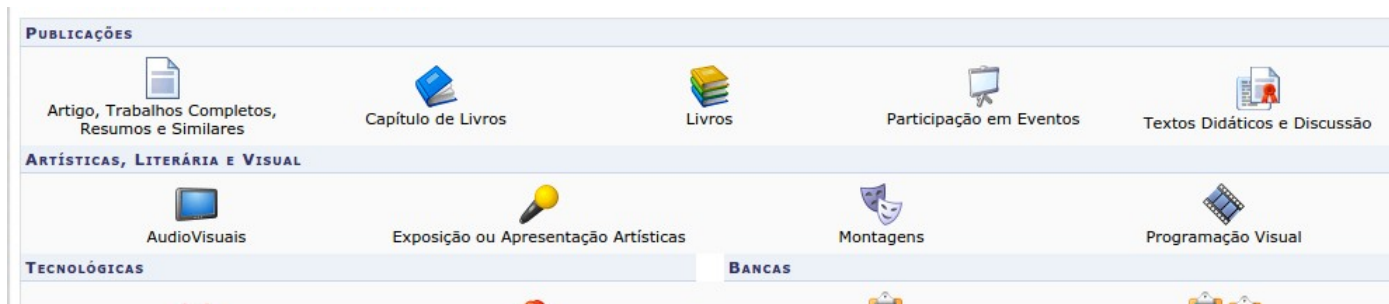 Publicações
Artigo, Trabalhos Completos,
Resumos e Similares
Capítulo de Livros
Livros
Participação em Eventos
Textos Didáticos e Discussão
Artísticas, Literária e Visual
AudioVisuais
Exposição ou Apresentação Artísticas
Montagens
Programação Visual
Tecnológicas
Bancas